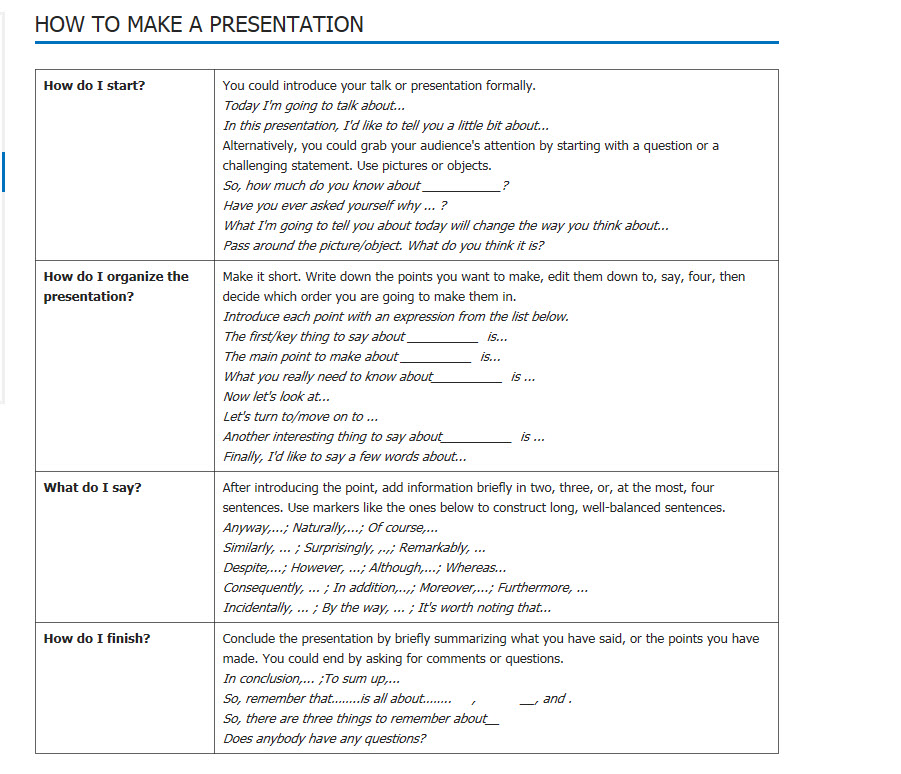 HOW TO MAKE A PRESENTATION
How do I start?
You could introduce your talk or presentation formally.
Today I'm going to talk about...
In this presentation, I'd like to tell you a little bit about...
Alternatively, you could grab your audience's attention by starting with a question or a
challenging statement. Use pictures or objects.
So, how much do you know about ___________?
Have you ever asked yourself why ... ?
What I'm going to tell you about today will change the way you think about...
Pass around the picture/object. What do you think it is?
How do I organize the
presentation?
Make it short. Write down the points you want to make, edit them down to, say, four, then
decide which order you are going to make them in.
Introduce each point with an expression from the list below.
The first/key thing to say about __________ is...
The main point to make about __________ is...
What you really need to know about__________ is ...
Now let's look at...
Let's turn to/move on to ...
Another interesting thing to say about__________ is ...
Finally, I'd like to say a few words about...
What do I say?
After introducing the point, add information briefly in two, three, or, at the most, four
sentences. Use markers like the ones below to construct long, well-balanced sentences.
Anyway,...; Naturally,...; Of course,...
Similarly, ... ; Surprisingly, ,..,; Remarkably, ...
Despite,...; However, ...; Although,...; Whereas...
Consequently, ... ; In addition,..,; Moreover,...; Furthermore, ...
Incidentally, ... ; By the way, ... ; It's worth noting that...
How do I finish?
Conclude the presentation by briefly summarizing what you have said, or the points you have
made. You could end by asking for comments or questions.
In conclusion,... ;To sum up,...
So, remember that........is all about........ , __, and .
So, there are three things to remember about__
Does anybody have any questions?